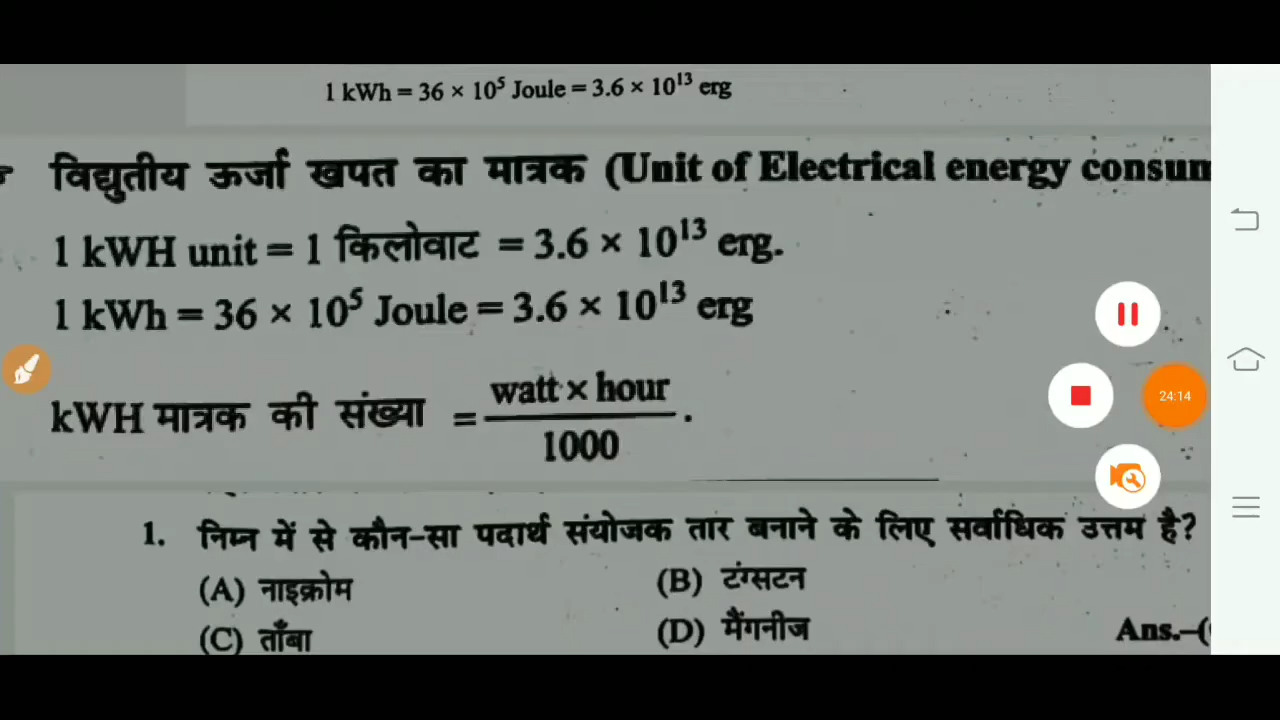 1 kWh = 36 × 10⁵ Joule = 3.6 × 10¹³ erg
विद्युतीय ऊर्जा खपत का मात्रक (Unit of Electrical energy consum
1 kWH unit = 1 किलोवाट = 3.6 × 10¹³ erg.
1 kWh = 36 × 10⁵ Joule = 3.6 × 10¹³ erg
kWH मात्रक की संख्या = watt × hour / 1000 .
24:14
1. निम्न में से कौन-सा पदार्थ संयोजक तार बनाने के लिए सर्वाधिक उत्तम है?
(A) नाइक्रोम (B) टंग्सटन
(C) ताँबा (D) मैंगनीज Ans.–(